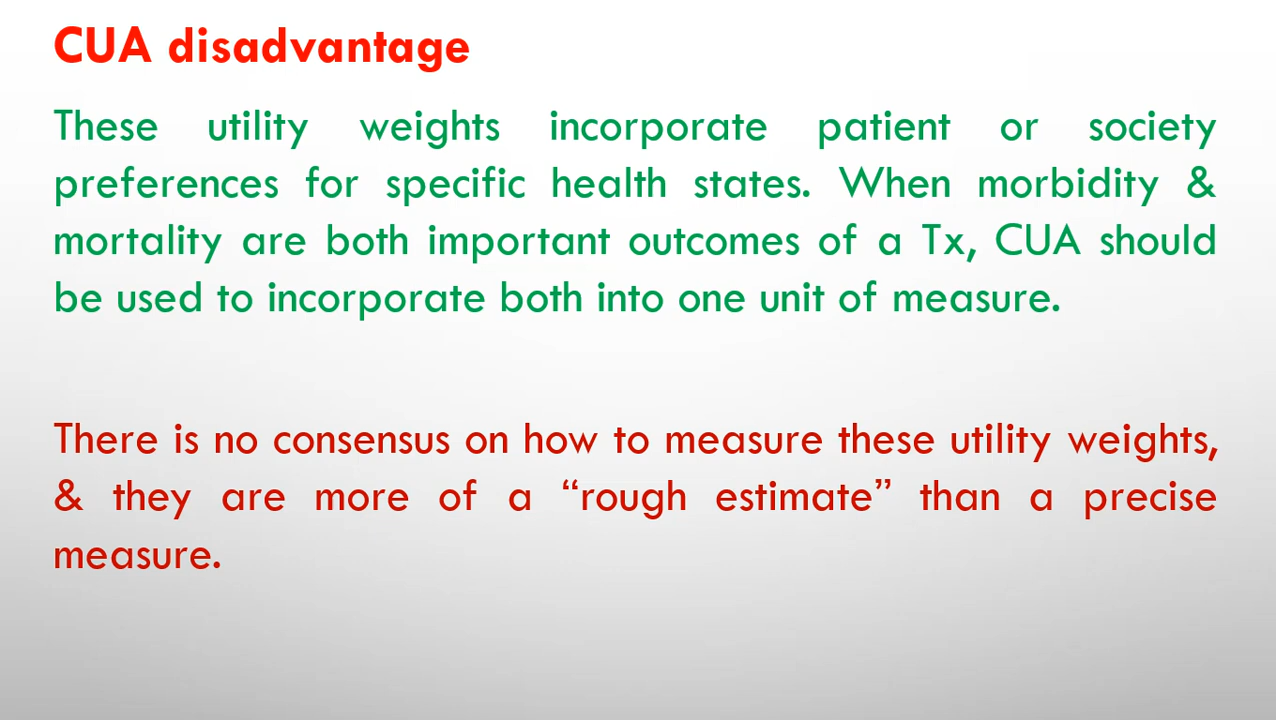 CUA disadvantage
These utility weights incorporate patient or society
preferences for specific health states. When morbidity &
mortality are both important outcomes of a Tx, CUA should
be used to incorporate both into one unit of measure.
There is no consensus on how to measure these utility weights,
& they are more of a “rough estimate” than a precise
measure.